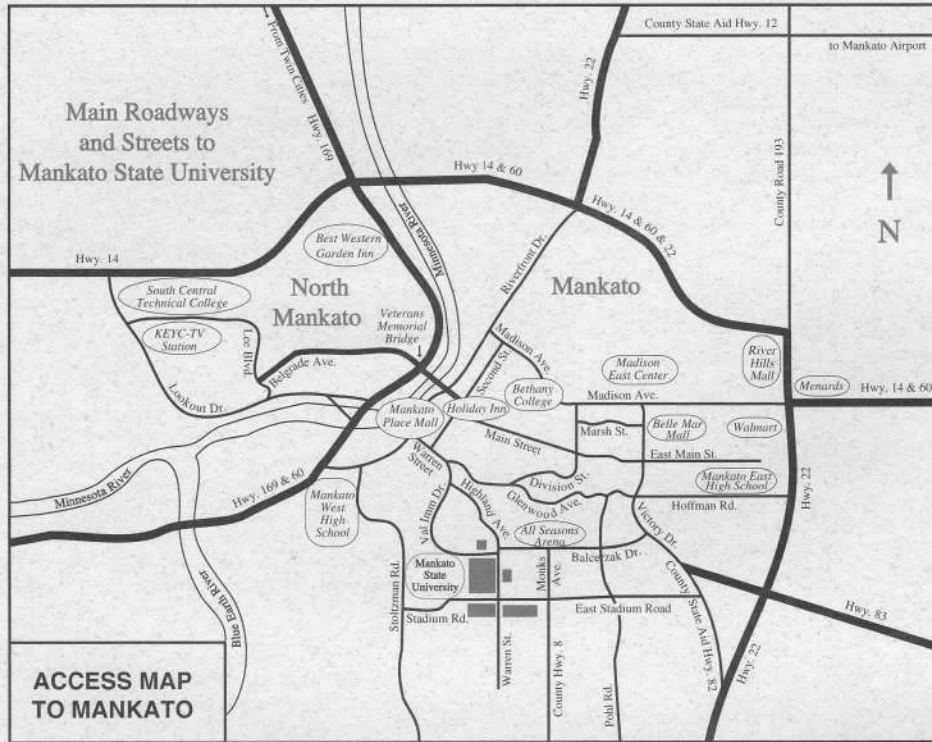 County State Aid Hwy. 12
to Mankato Airport
From Twin Cities
Hwy. 169
Hwy. 22
County Road 193
Main Roadways
and Streets to
Mankato State University
Hwy 14 & 60
Minnesota River
Hwy. 14 & 60 & 22
N
Best Western
Garden Inn
Riverfront Dr.
Hwy. 14
South Central
Technical College
North
Mankato
Mankato
KEYC-TV
Station
Lee Blvd.
Belgrade Ave.
Veterans
Memorial
Bridge
Madison Ave.
Second St.
Bethany
College
Madison
East Center
River
Hills
Mall
Menards
Hwy. 14 & 60
Lookout Dr.
Mankato
Place Mall
Holiday Inn
Madison Ave.
Marsh St.
Belle Mar
Mall
Walmart
Main Street
East Main St.
Warren
Street
Division St.
Mankato East
High School
Hoffman Rd.
Hwy. 22
Minnesota River
Hwy. 169 & 60
Mankato
West
High
School
Val Imm Dr.
Highland Ave.
Glenwood Ave.
All Seasons
Arena
Victory Dr.
Balcerzak Dr.
Monks
Ave.
Mankato
State
University
Stoltzman Rd.
Stadium Rd.
East Stadium Road
County State Aid Hwy. 82
Hwy. 83
Blue Earth River
Warren St.
County Hwy. 8
Pohl Rd.
Hwy. 22
ACCESS MAP
TO MANKATO